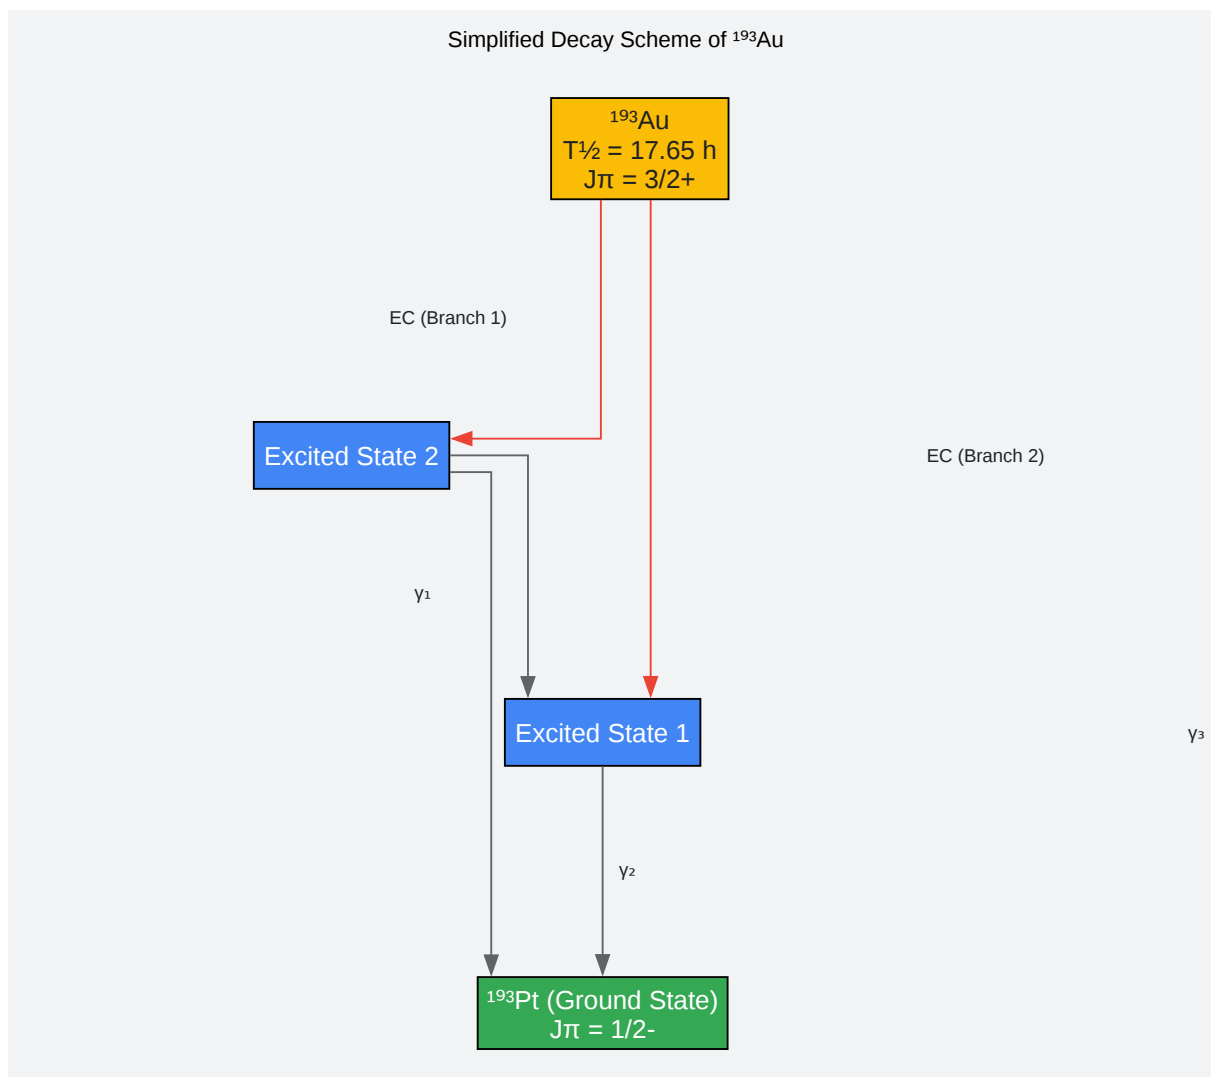 Simplified Decay Scheme of ¹⁹³Au
¹⁹³Au
T½ = 17.65 h
Jπ = 3/2+
EC (Branch 1)
Excited State 2
EC (Branch 2)
γ₁
Excited State 1
γ₃
γ₂
¹⁹³Pt (Ground State)
Jπ = 1/2-